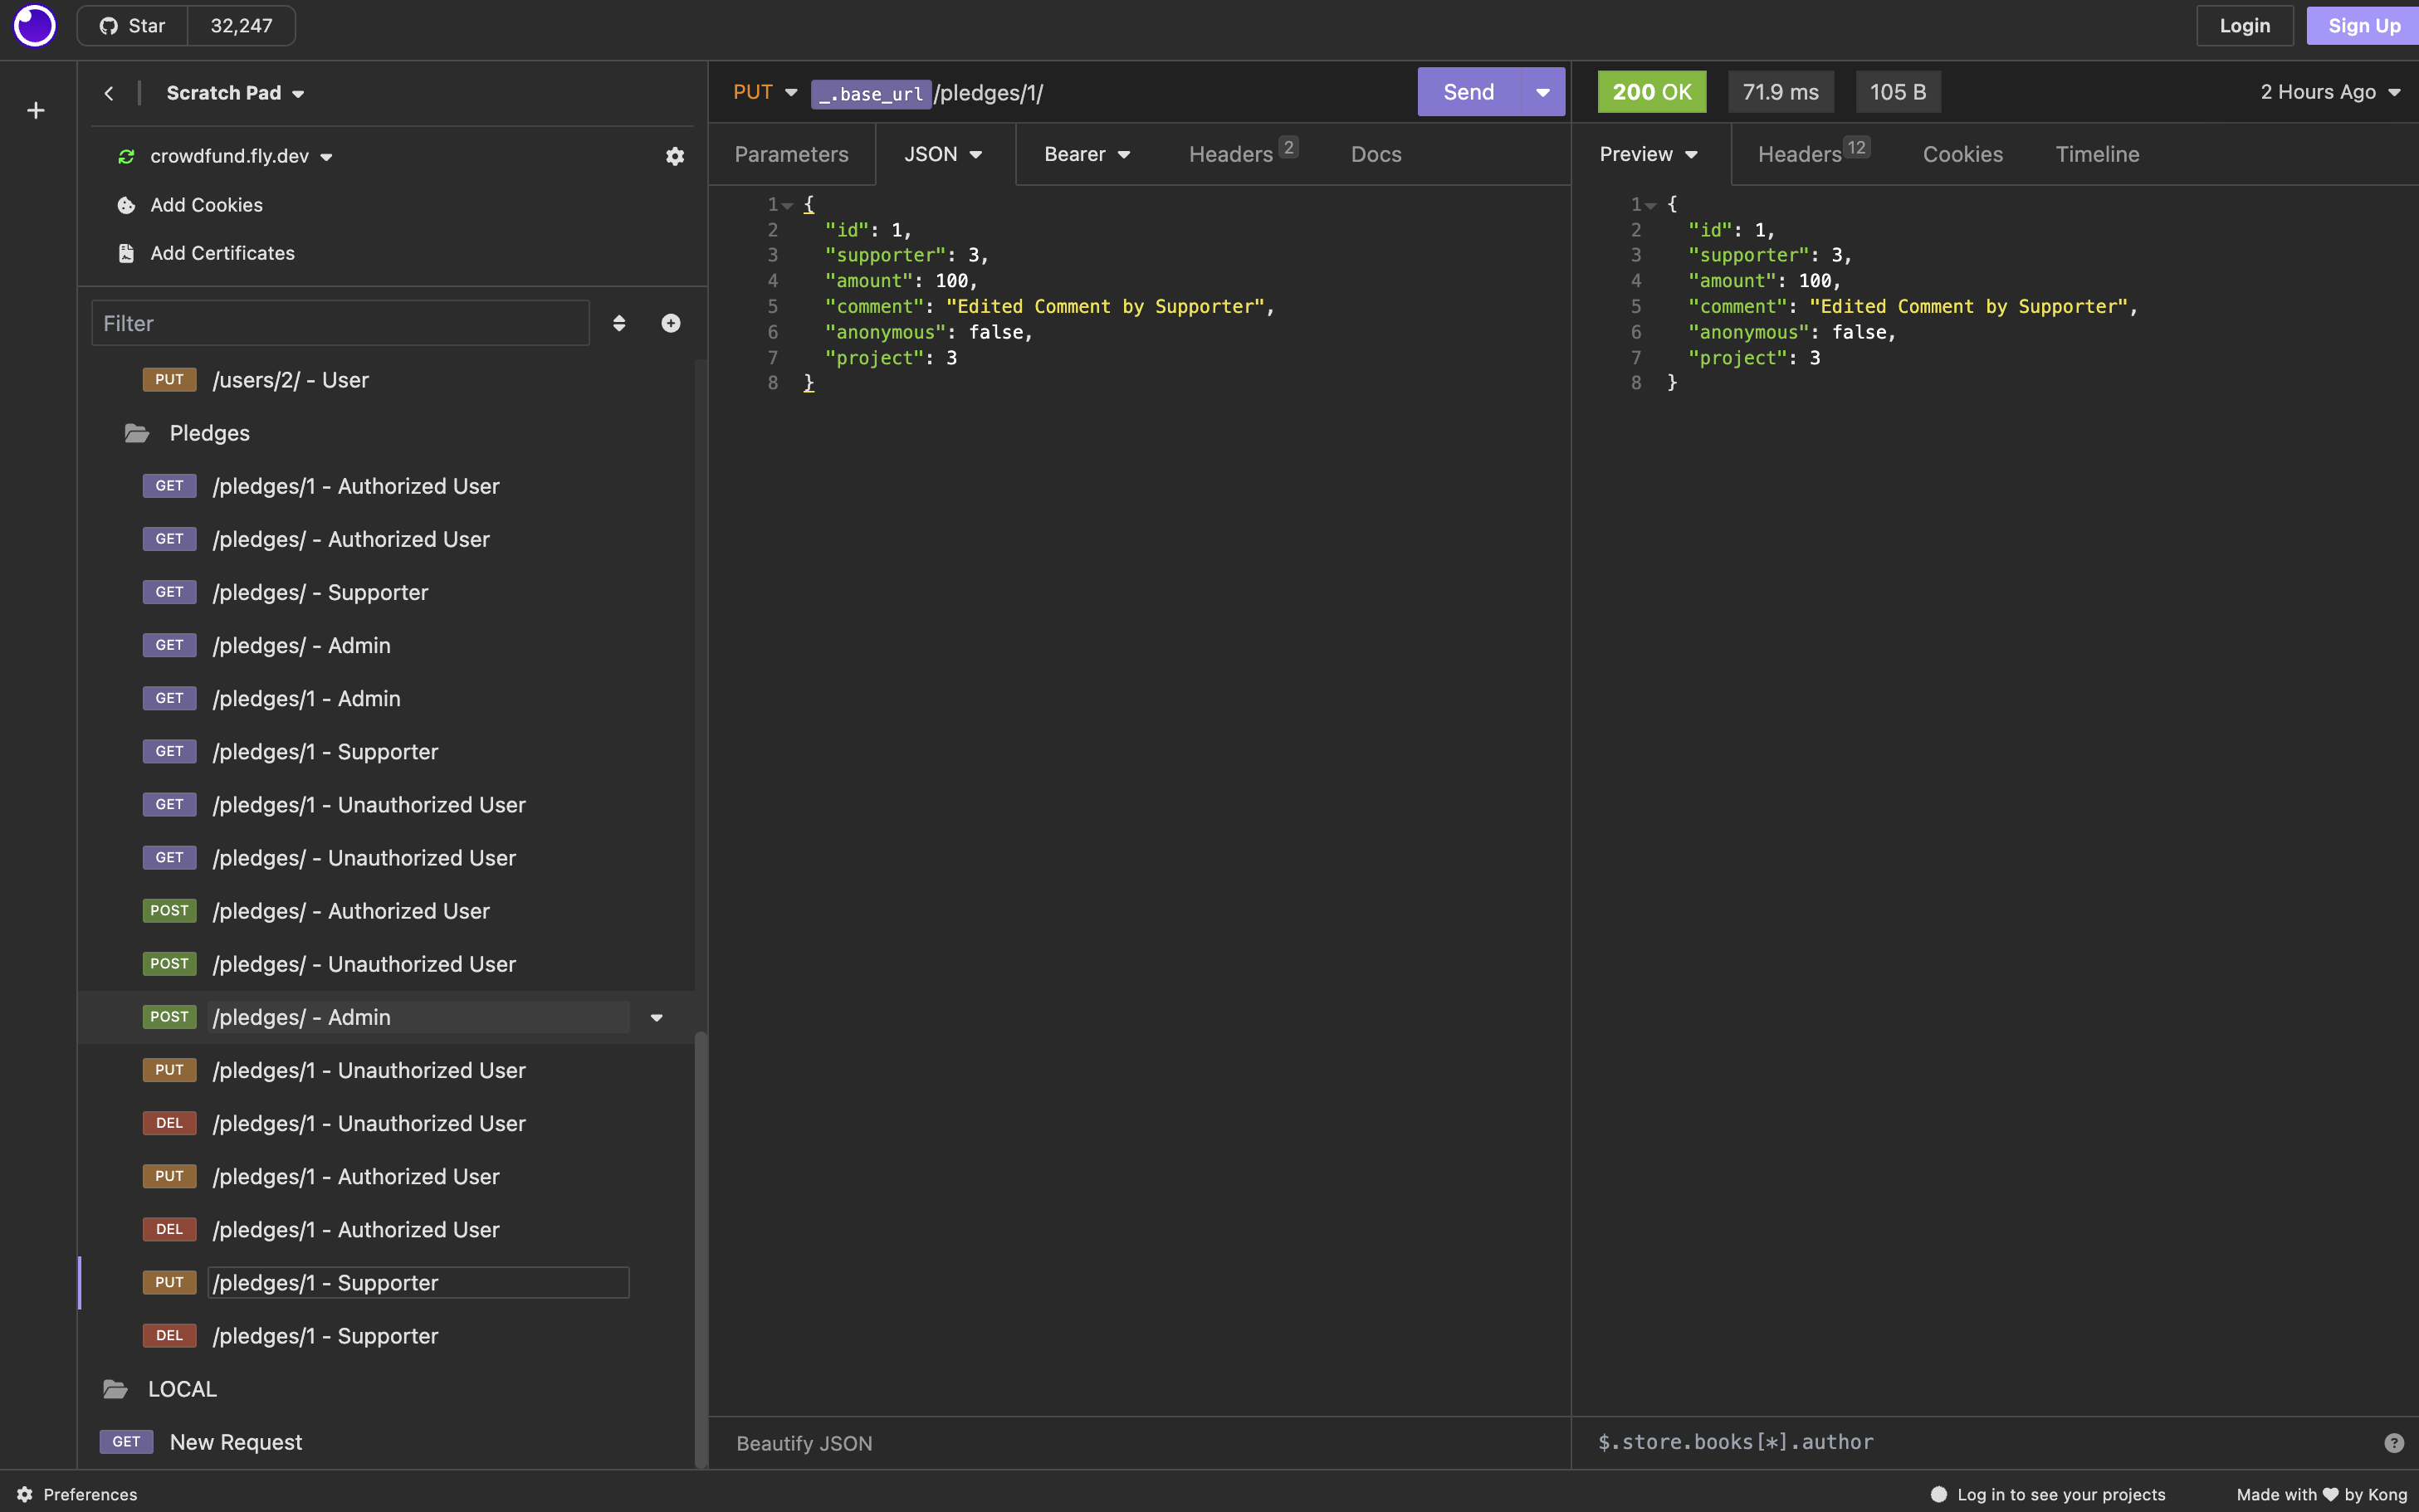 Star 32,247 Login Sign Up
Scratch Pad
crowdfund.fly.dev
Add Cookies
Add Certificates
Filter
PUT /users/2/ - User
Pledges
GET /pledges/1 - Authorized User
GET /pledges/ - Authorized User
GET /pledges/ - Supporter
GET /pledges/ - Admin
GET /pledges/1 - Admin
GET /pledges/1 - Supporter
GET /pledges/1 - Unauthorized User
GET /pledges/ - Unauthorized User
POST /pledges/ - Authorized User
POST /pledges/ - Unauthorized User
POST /pledges/ - Admin
PUT /pledges/1 - Unauthorized User
DEL /pledges/1 - Unauthorized User
PUT /pledges/1 - Authorized User
DEL /pledges/1 - Authorized User
PUT /pledges/1 - Supporter
DEL /pledges/1 - Supporter
LOCAL
GET New Request
PUT _.base_url/pledges/1/ Send
Parameters JSON Bearer Headers 2 Docs
1 {
2 "id": 1,
3 "supporter": 3,
4 "amount": 100,
5 "comment": "Edited Comment by Supporter",
6 "anonymous": false,
7 "project": 3
8 }
Beautify JSON
200 OK 71.9 ms 105 B 2 Hours Ago
Preview Headers 12 Cookies Timeline
1 {
2 "id": 1,
3 "supporter": 3,
4 "amount": 100,
5 "comment": "Edited Comment by Supporter",
6 "anonymous": false,
7 "project": 3
8 }
$.store.books[*].author ?
Preferences Log in to see your projects Made with ♥ by Kong